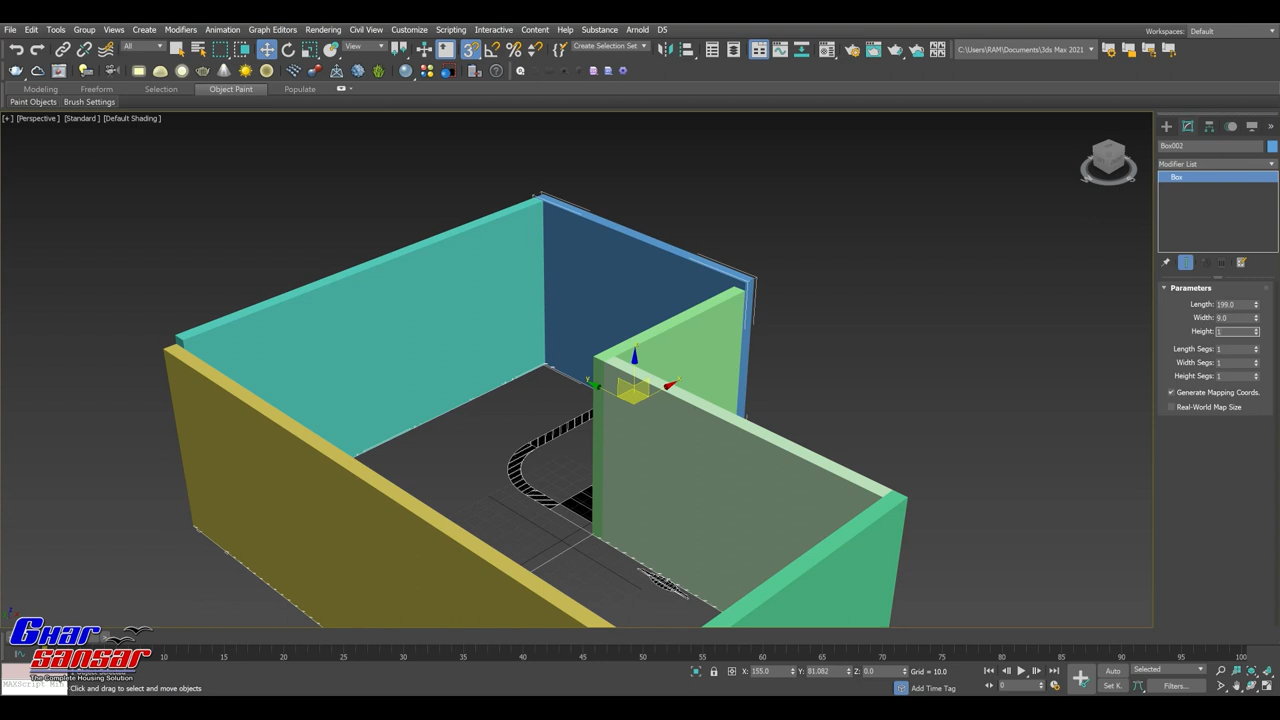 File Edit Tools Group Views Create Modifiers Animation Graph Editors Rendering Civil View Customize Scripting Interactive Content Help Substance Arnold D5
Workspaces: Default
All View Create Selection Set C:\Users\RAM\Documents\3ds Max 2021
Modeling Freeform Selection Object Paint Populate
Paint Objects Brush Settings
[+] [Perspective] [Standard] [Default Shading]
Box002
Modifier List
Box
Parameters
Length: 199.0
Width: 9.0
Height: 1
Length Segs: 1
Width Segs: 1
Height Segs: 1
Generate Mapping Coords.
Real-World Map Size
GHAR
SANSAR
The Complete Housing Solution
15 20 25 30 35 40 45 50 55 60 65 70 75 80 85 90 95 100
MAXScript Min
Click and drag to select and move objects
X: 155.0 Y: 81.082 Z: 0.0 Grid = 10.0
Add Time Tag
0
Auto Selected
Set K. Filters...